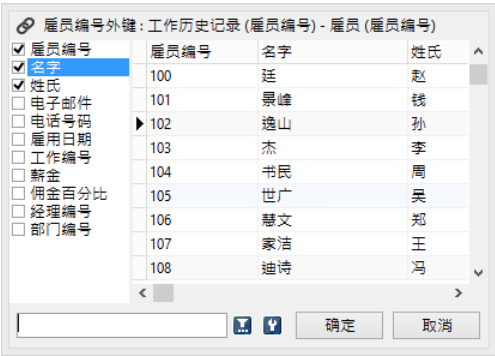 雇员编号外键: 工作历史记录 (雇员编号) - 雇员 (雇员编号)
雇员编号
名字
姓氏
电子邮件
电话号码
雇用日期
工作编号
薪金
佣金百分比
经理编号
部门编号
雇员编号 名字 姓氏
100 廷 赵
101 景峰 钱
102 逸山 孙
103 杰 李
104 书民 周
105 世广 吴
106 慧文 郑
107 家洁 王
108 迪诗 冯
确定 取消